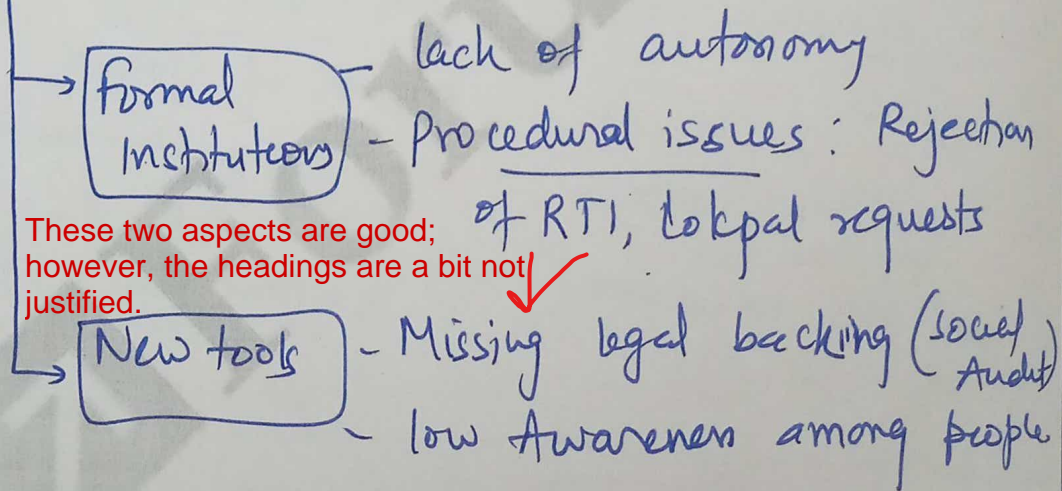 Formal - lack of autonomy
Institutions - Procedural issues : Rejection
of RTI, Lokpal requests
These two aspects are good;
however, the headings are a bit not
justified.
New tools - Missing legal backing (Social
Audit)
- low Awareness among people